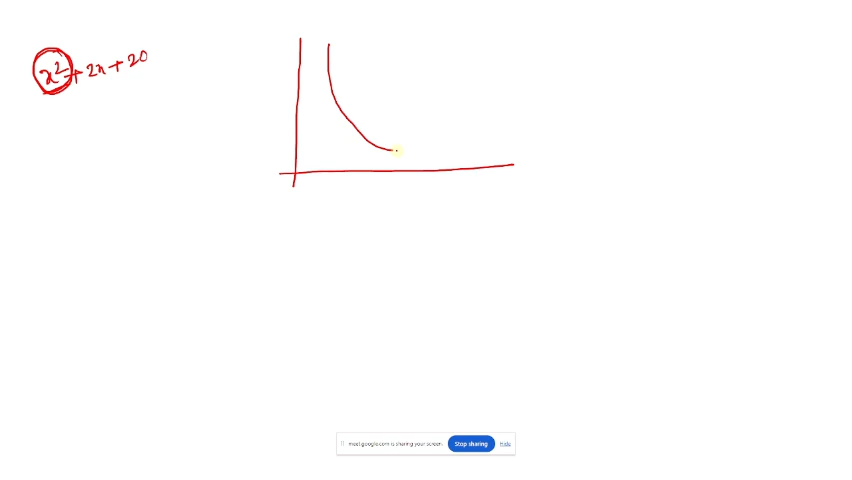 x² + 2x + 20
meet.google.com is sharing your screen.
Stop sharing
Hide